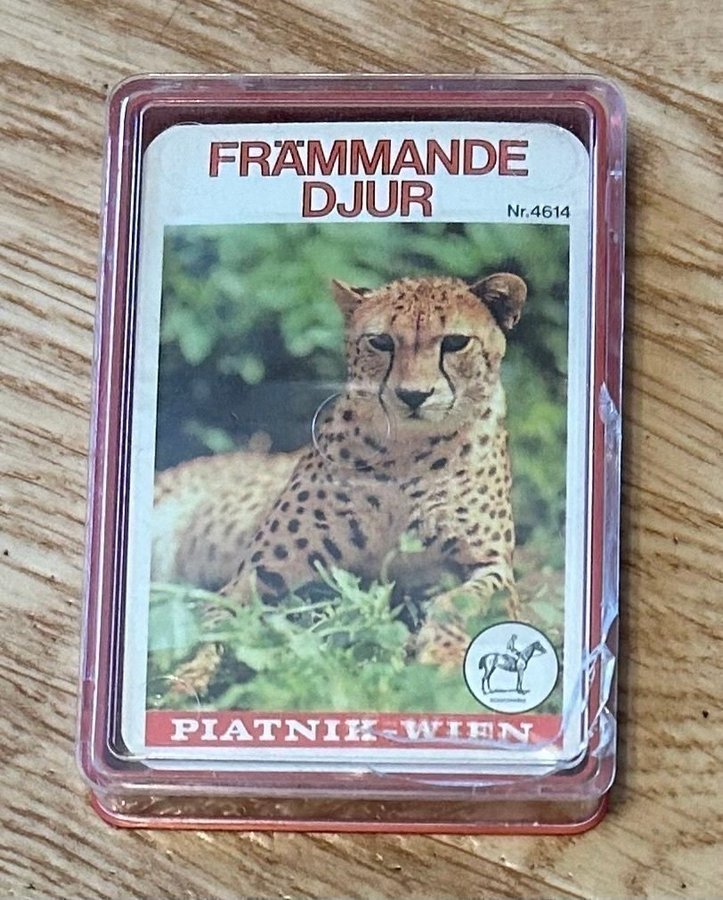 FRÄMMANDE
DJUR
Nr.4614
PIATNIK-WIEN